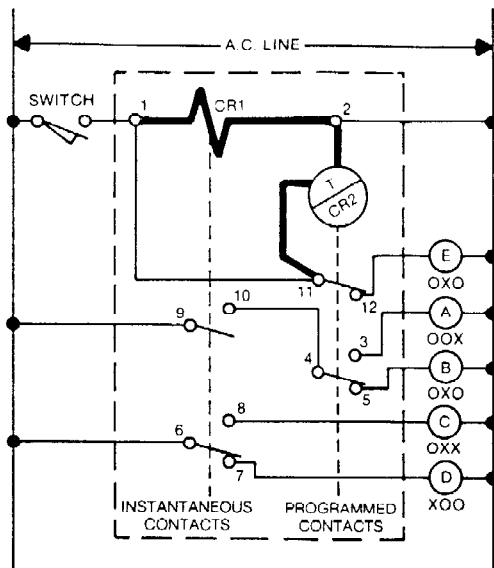 A.C. LINE
SWITCH
1
CR1
2
T
CR2
E
OXO
11
12
10
A
OOX
9
3
4
B
OXO
5
8
C
OXX
6
7
D
XOO
INSTANTANEOUS
CONTACTS
PROGRAMMED
CONTACTS